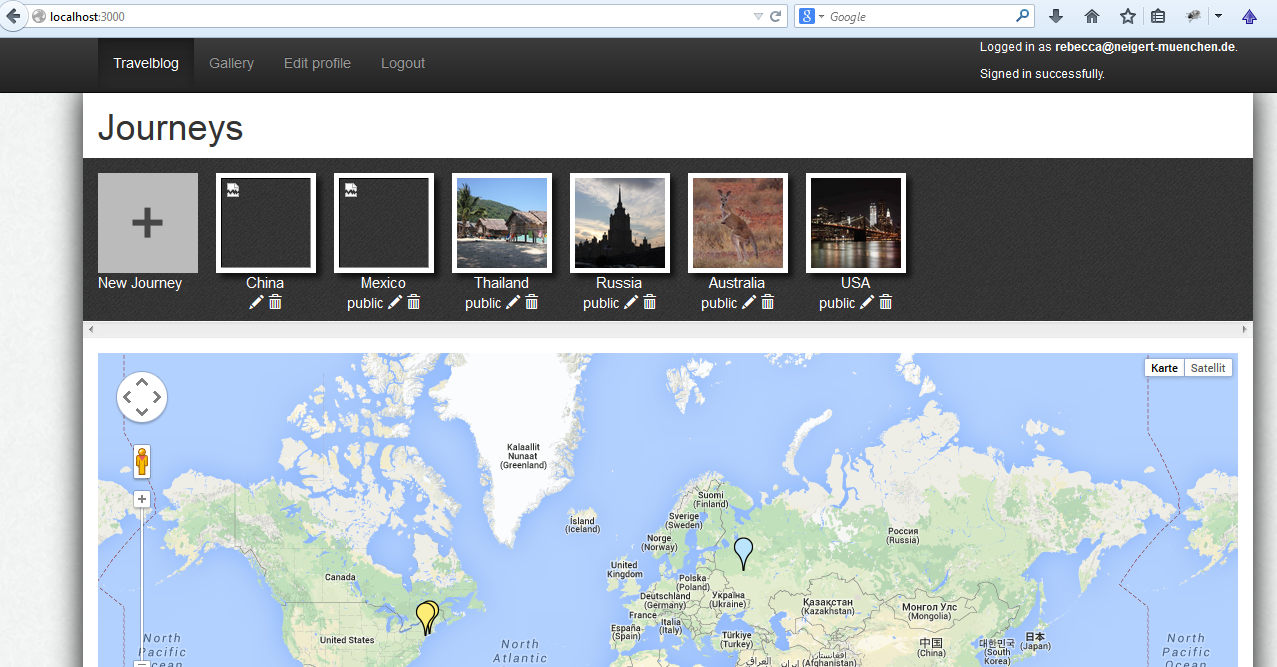 localhost:3000
Google
Travelblog Gallery Edit profile Logout
Logged in as rebecca@neigert-muenchen.de.
Signed in successfully.
Journeys
New Journey China Mexico Thailand Russia Australia USA
public public public public public
Karte Satellit
Kalaallit
Nunaat
(Greenland)
Ísland
(Iceland)
Suomi
(Finland)
Sverige
(Sweden)
Norge
(Norway)
Россия
(Russia)
United
Kingdom
Polska
(Poland)
Deutschland
(Germany)
Україна
(Ukraine)
France
Italia
(Italy)
España
(Spain)
Türkiye
(Turkey)
Қазақстан
(Kazakhstan)
Монгол Улс
(Mongolia)
中国
(China)
대한민국
(South
Korea)
日本
(Japan)
افغانستان
(Afghanistan)
العراق
Canada
United States
North
Pacific
Ocean
North
Atlantic
North
Pacific
Ocean